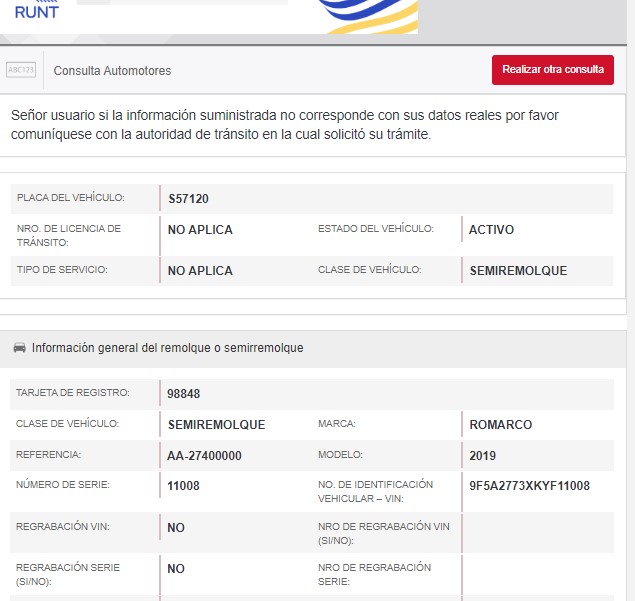 RUNT
ABC123
Consulta Automotores
Realizar otra consulta
Señor usuario si la información suministrada no corresponde con sus datos reales por favor
comuníquese con la autoridad de tránsito en la cual solicitó su trámite.
PLACA DEL VEHÍCULO: S57120
NRO. DE LICENCIA DE
TRÁNSITO: NO APLICA ESTADO DEL VEHÍCULO: ACTIVO
TIPO DE SERVICIO: NO APLICA CLASE DE VEHÍCULO: SEMIREMOLQUE
Información general del remolque o semirremolque
TARJETA DE REGISTRO: 98848
CLASE DE VEHÍCULO: SEMIREMOLQUE MARCA: ROMARCO
REFERENCIA: AA-27400000 MODELO: 2019
NÚMERO DE SERIE: 11008 NO. DE IDENTIFICACIÓN
VEHICULAR – VIN: 9F5A2773XKYF11008
REGRABACIÓN VIN: NO NRO DE REGRABACIÓN VIN
(SI/NO):
REGRABACIÓN SERIE
(SI/NO): NO NRO DE REGRABACIÓN
SERIE: